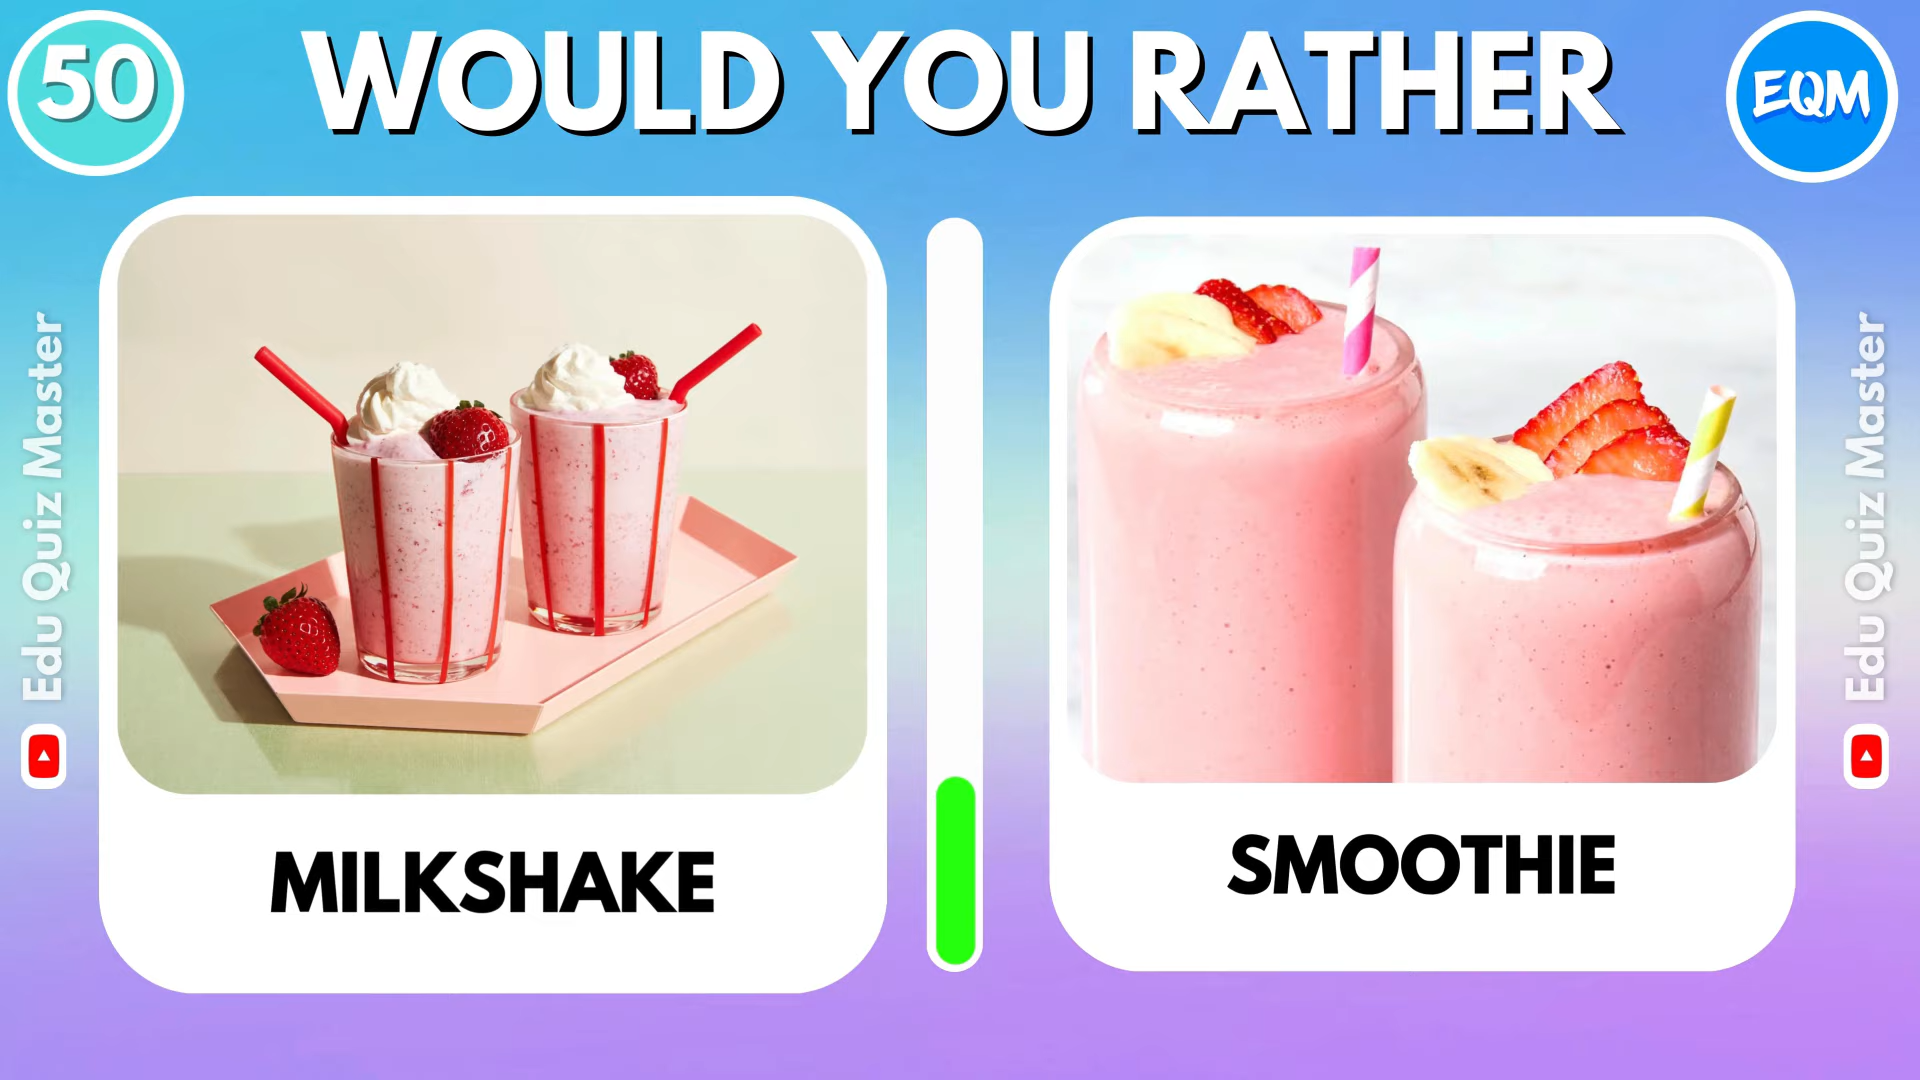 50
WOULD YOU RATHER
EQM
Edu Quiz Master
Edu Quiz Master
MILKSHAKE
SMOOTHIE